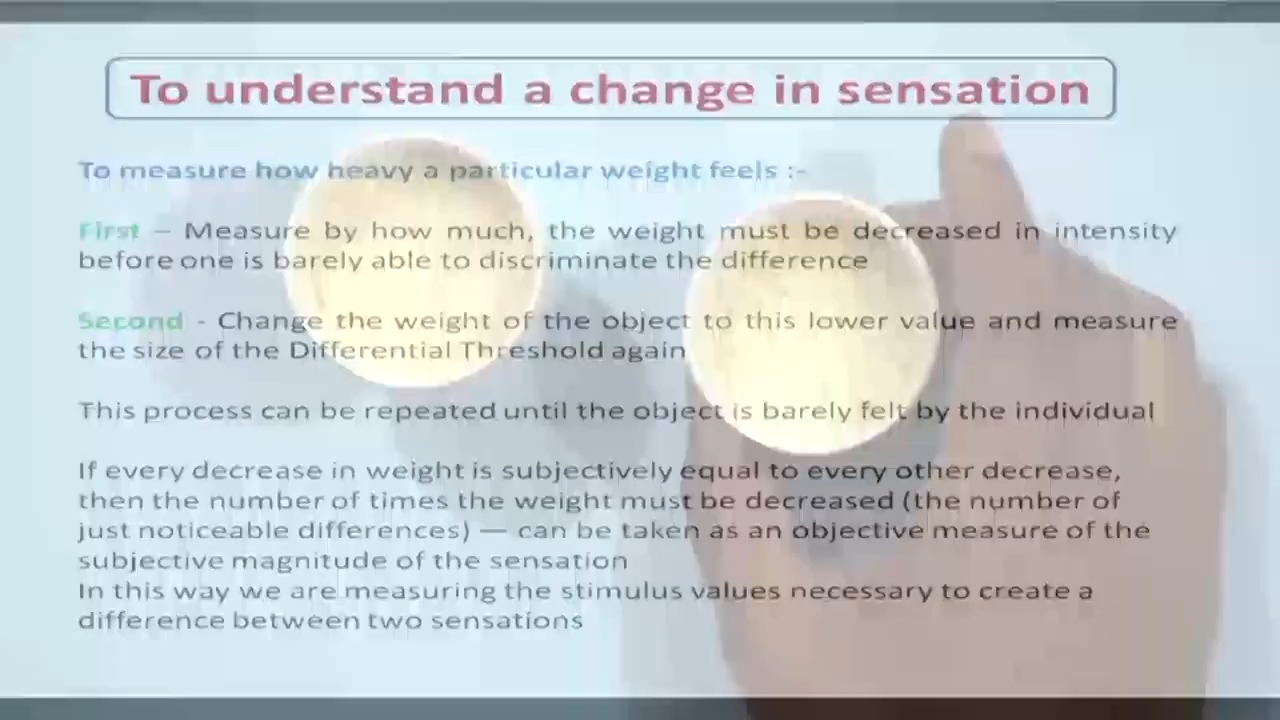 To understand a change in sensation
To measure how heavy a particular weight feels :-
First – Measure by how much, the weight must be decreased in intensity
before one is barely able to discriminate the difference
Second - Change the weight of the object to this lower value and measure
the size of the Differential Threshold again
This process can be repeated until the object is barely felt by the individual
If every decrease in weight is subjectively equal to every other decrease,
then the number of times the weight must be decreased (the number of
just noticeable differences) — can be taken as an objective measure of the
subjective magnitude of the sensation
In this way we are measuring the stimulus values necessary to create a
difference between two sensations